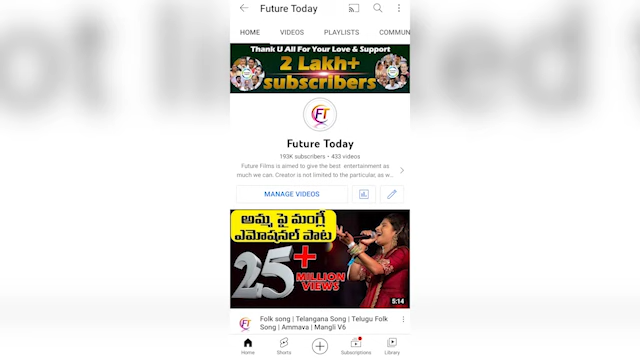 Future Today
HOME VIDEOS PLAYLISTS COMMUN
Thank U All For Your Love & Support
2 Lakh+
subscribers
FT
Future Today
193K subscribers • 433 videos
Future Films is aimed to give the best entertainment as
much we can. Creator is not limited to the particular, as w...
MANAGE VIDEOS
అమ్మ పై మంగ్లీ
ఎమోషనల్ పాట
25+
MILLION
VIEWS
5:14
Folk song | Telangana Song | Telugu Folk
Song | Ammava | Mangli V6
Home Shorts Subscriptions Library